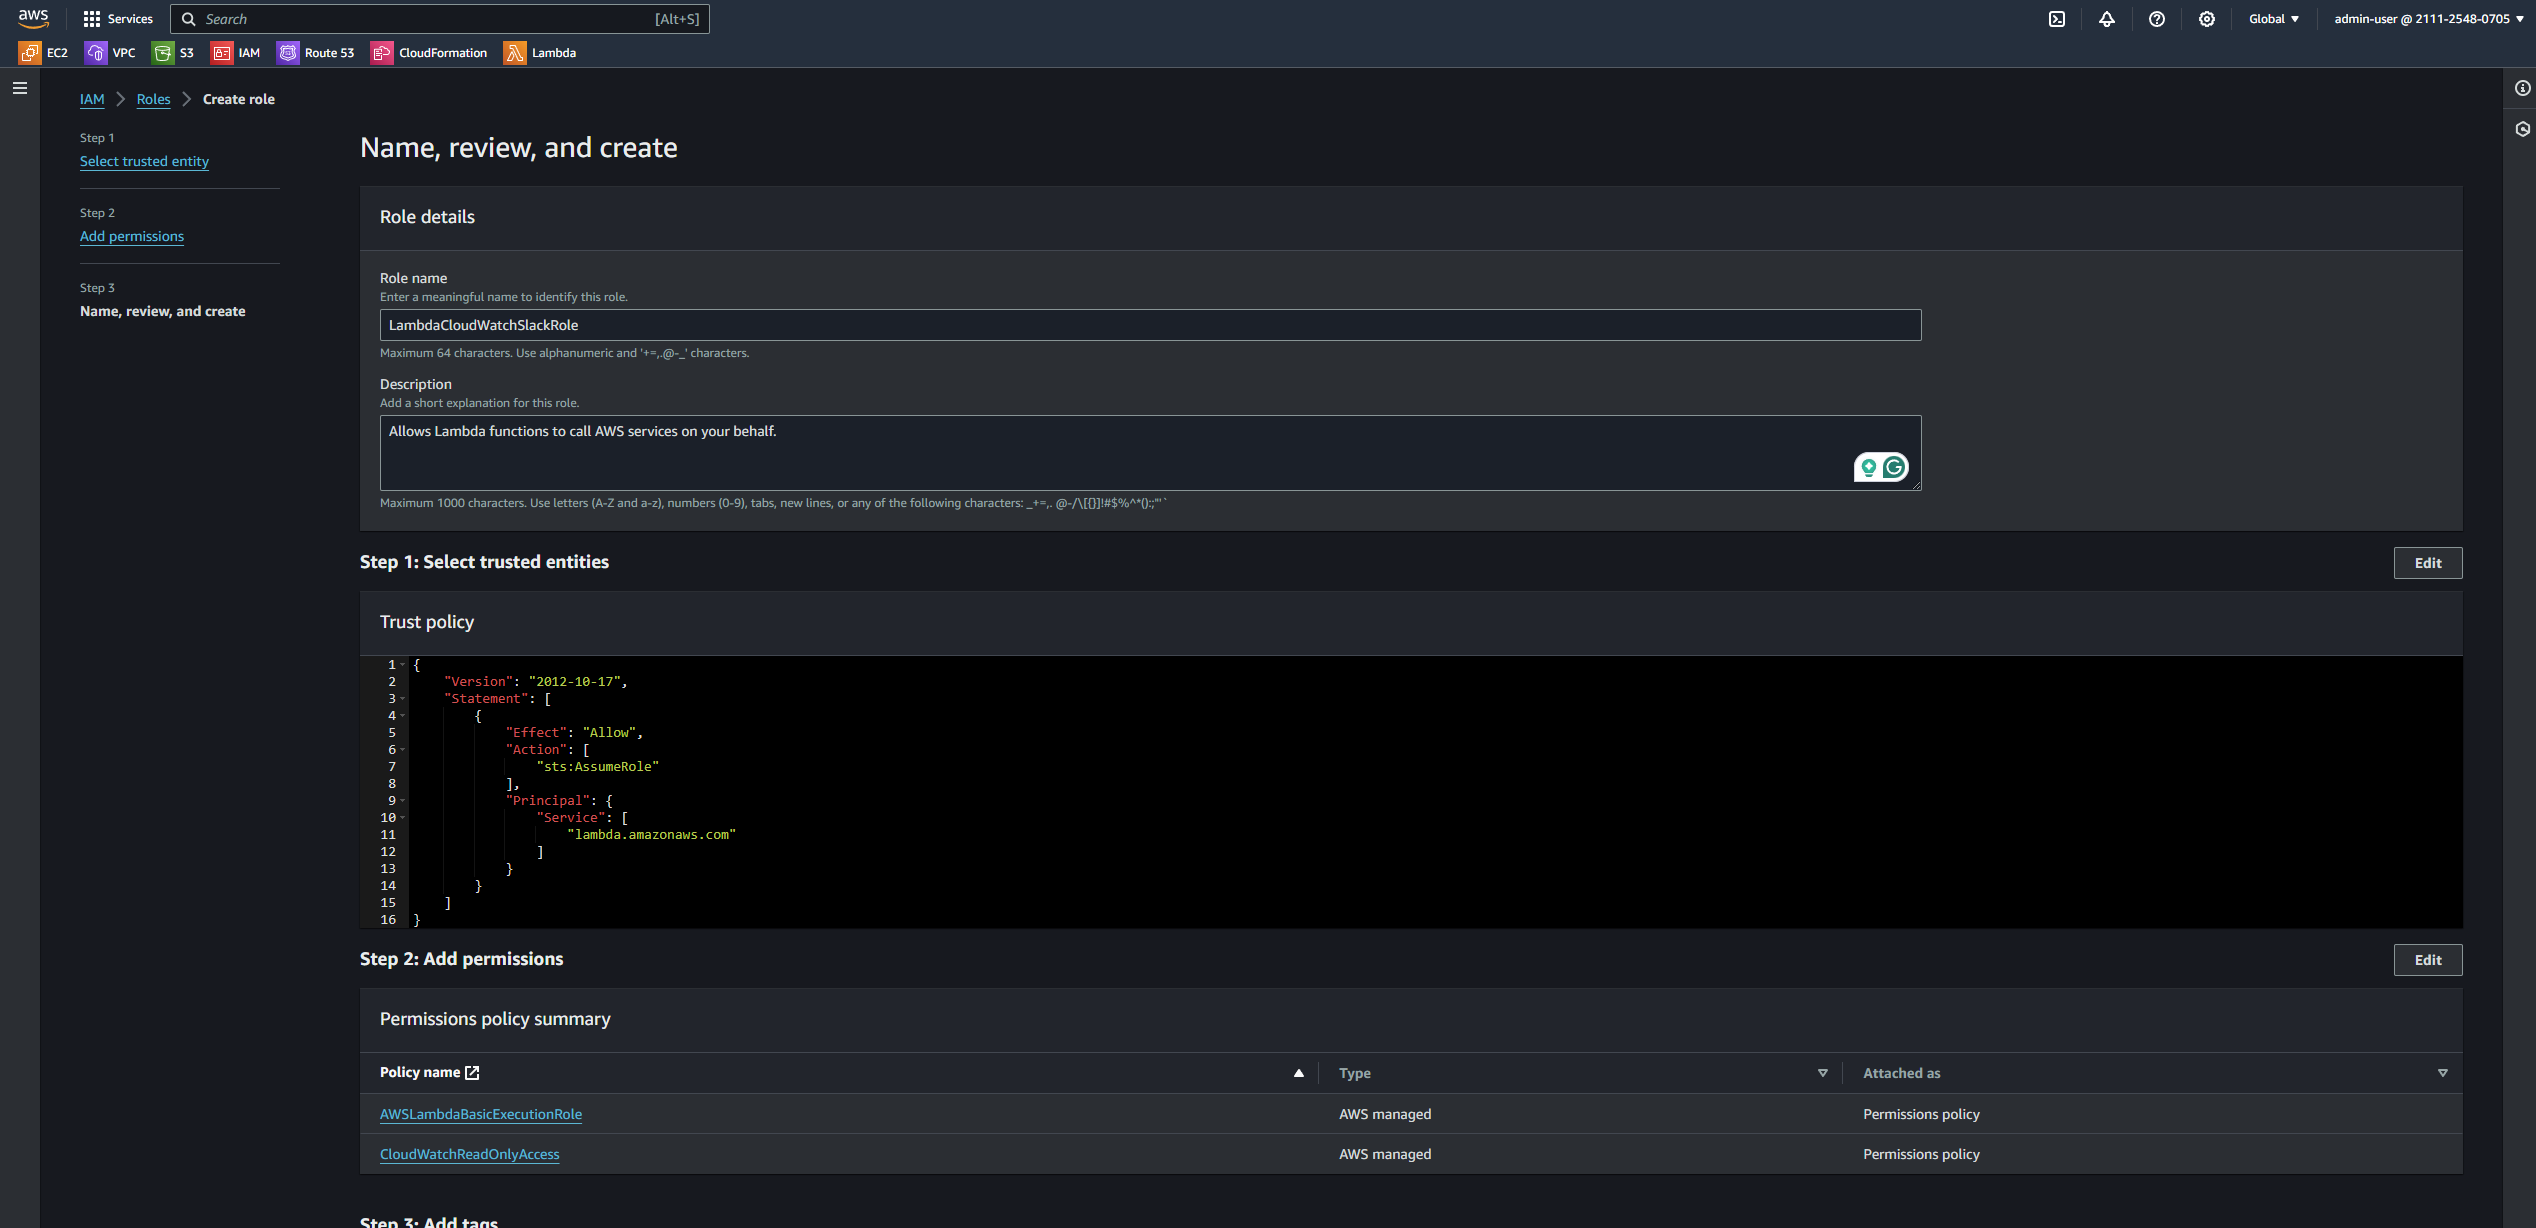 aws
Services
Search
[Alt+S]
Global
admin-user @ 2111-2548-0705
EC2
VPC
S3
IAM
Route 53
CloudFormation
Lambda
IAM
Roles
Create role
Step 1
Select trusted entity
Step 2
Add permissions
Step 3
Name, review, and create
Name, review, and create
Role details
Role name
Enter a meaningful name to identify this role.
LambdaCloudWatchSlackRole
Maximum 64 characters. Use alphanumeric and '+=,.@-_' characters.
Description
Add a short explanation for this role.
Allows Lambda functions to call AWS services on your behalf.
Maximum 1000 characters. Use letters (A-Z and a-z), numbers (0-9), tabs, new lines, or any of the following characters: _+=,. @-/\[{}]!#$%^*();:"'`
Step 1: Select trusted entities
Edit
Trust policy
1 {
2 "Version": "2012-10-17",
3 "Statement": [
4 {
5 "Effect": "Allow",
6 "Action": [
7 "sts:AssumeRole"
8 ],
9 "Principal": {
10 "Service": [
11 "lambda.amazonaws.com"
12 ]
13 }
14 }
15 ]
16 }
Step 2: Add permissions
Edit
Permissions policy summary
Policy name
Type
Attached as
AWSLambdaBasicExecutionRole
AWS managed
Permissions policy
CloudWatchReadOnlyAccess
AWS managed
Permissions policy
Step 3: Add tags